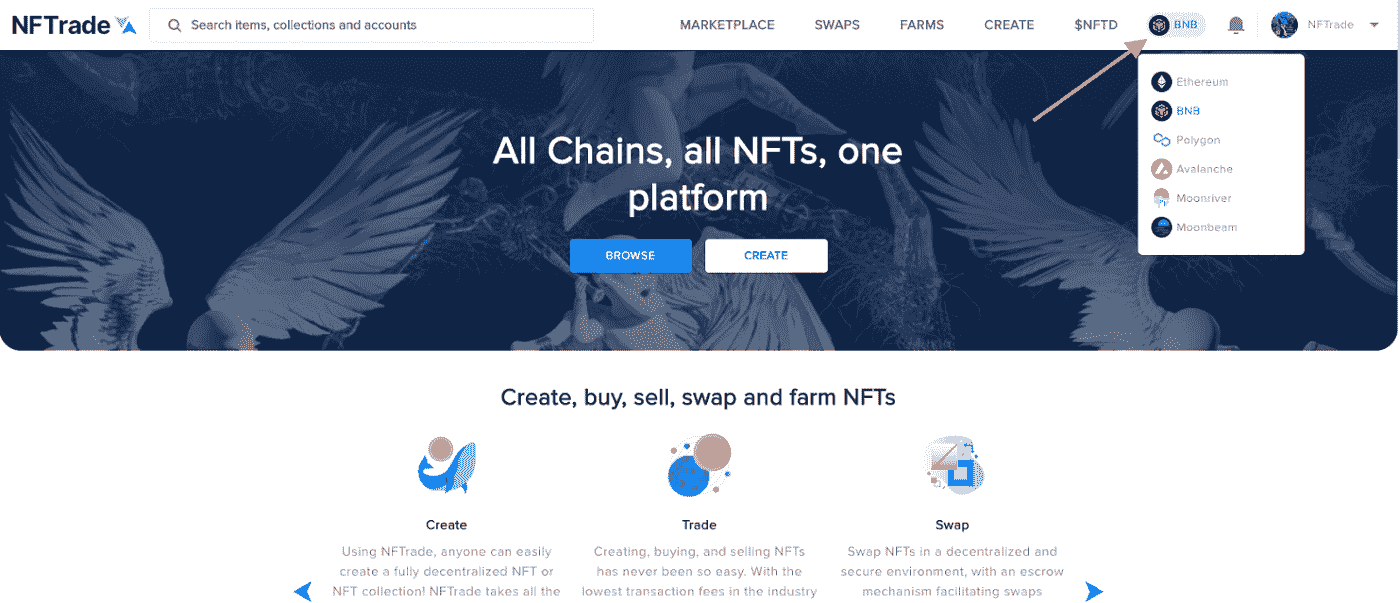 NFTrade
Search items, collections and accounts
MARKETPLACE
SWAPS
FARMS
CREATE
$NFTD
BNB
NFTrade
Ethereum
BNB
Polygon
Avalanche
Moonriver
Moonbeam
All Chains, all NFTs, one
platform
BROWSE
CREATE
Create, buy, sell, swap and farm NFTs
Create
Using NFTrade, anyone can easily
create a fully decentralized NFT or
NFT collection! NFTrade takes all the
Trade
Creating, buying, and selling NFTs
has never been so easy. With the
lowest transaction fees in the industry
Swap
Swap NFTs in a decentralized and
secure environment, with an escrow
mechanism facilitating swaps